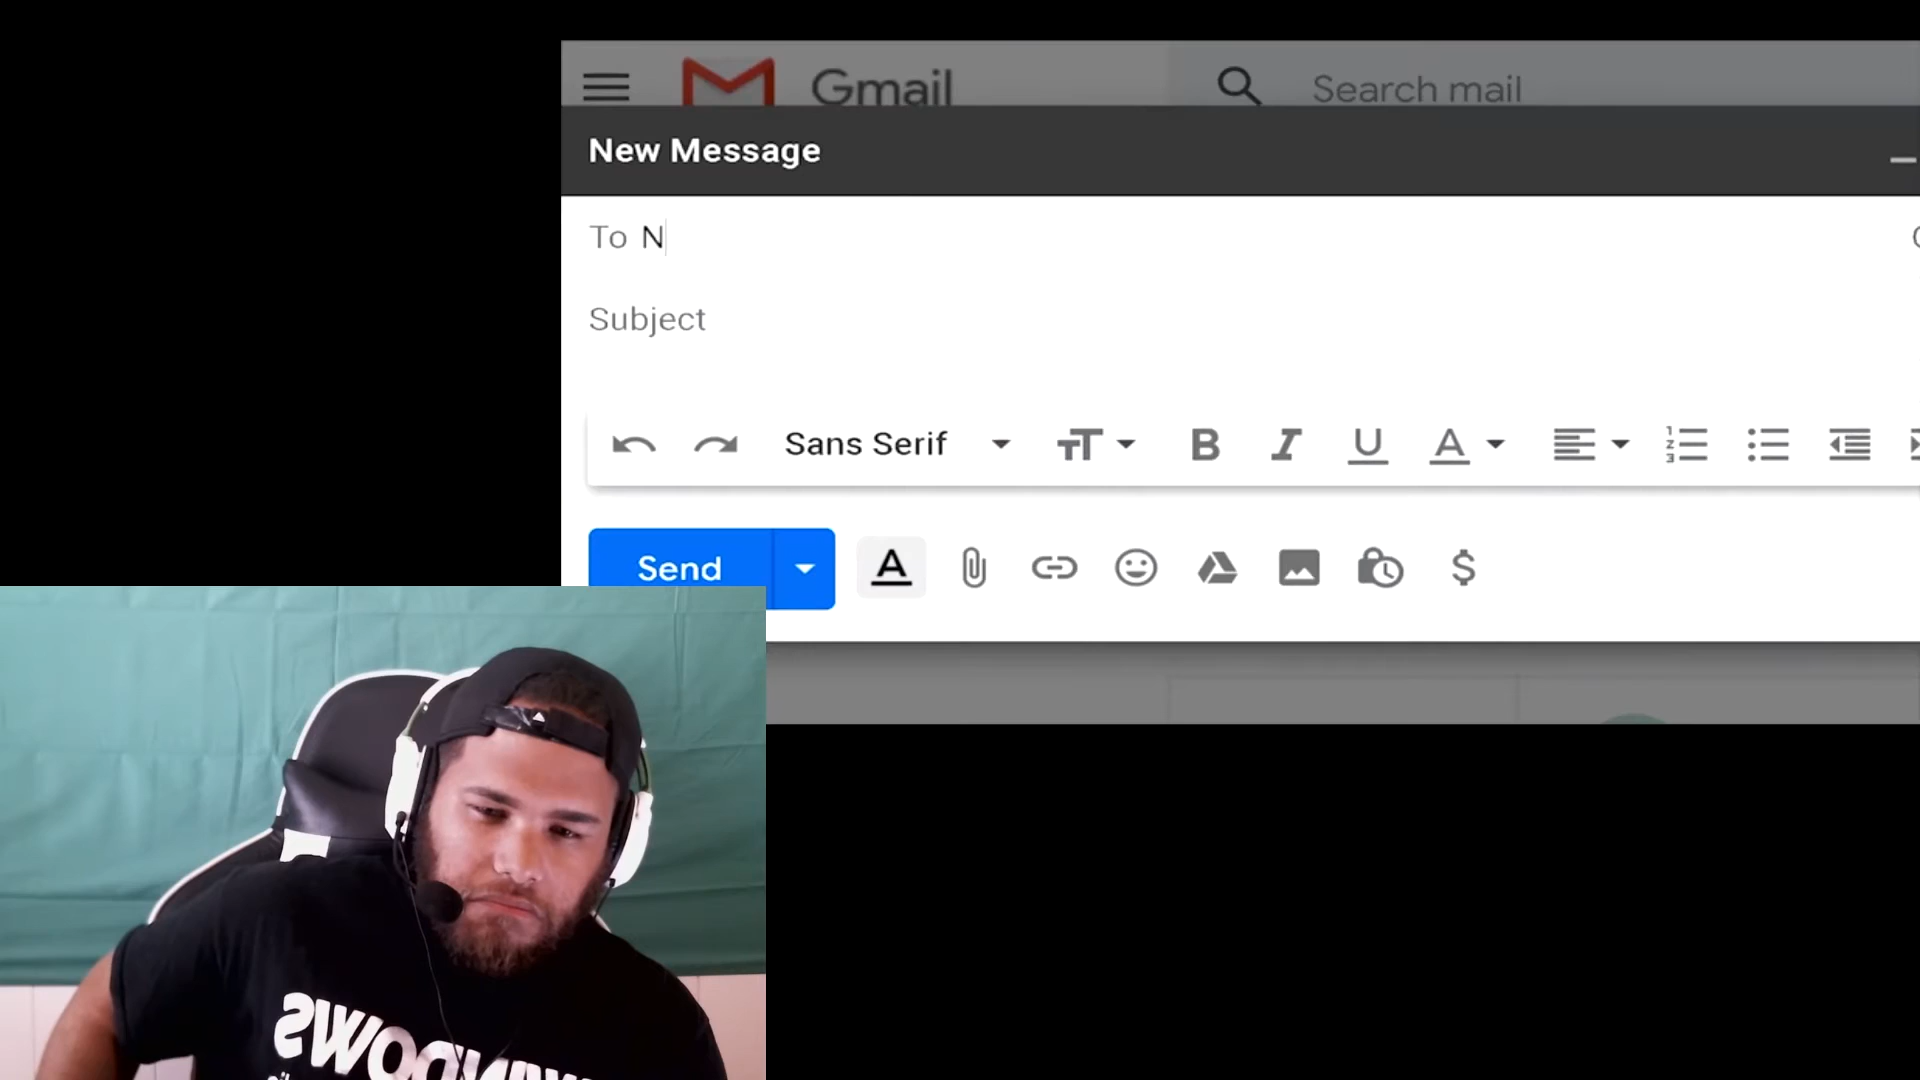 Gmail
Search mail
New Message
To N
Subject
Sans Serif
Send